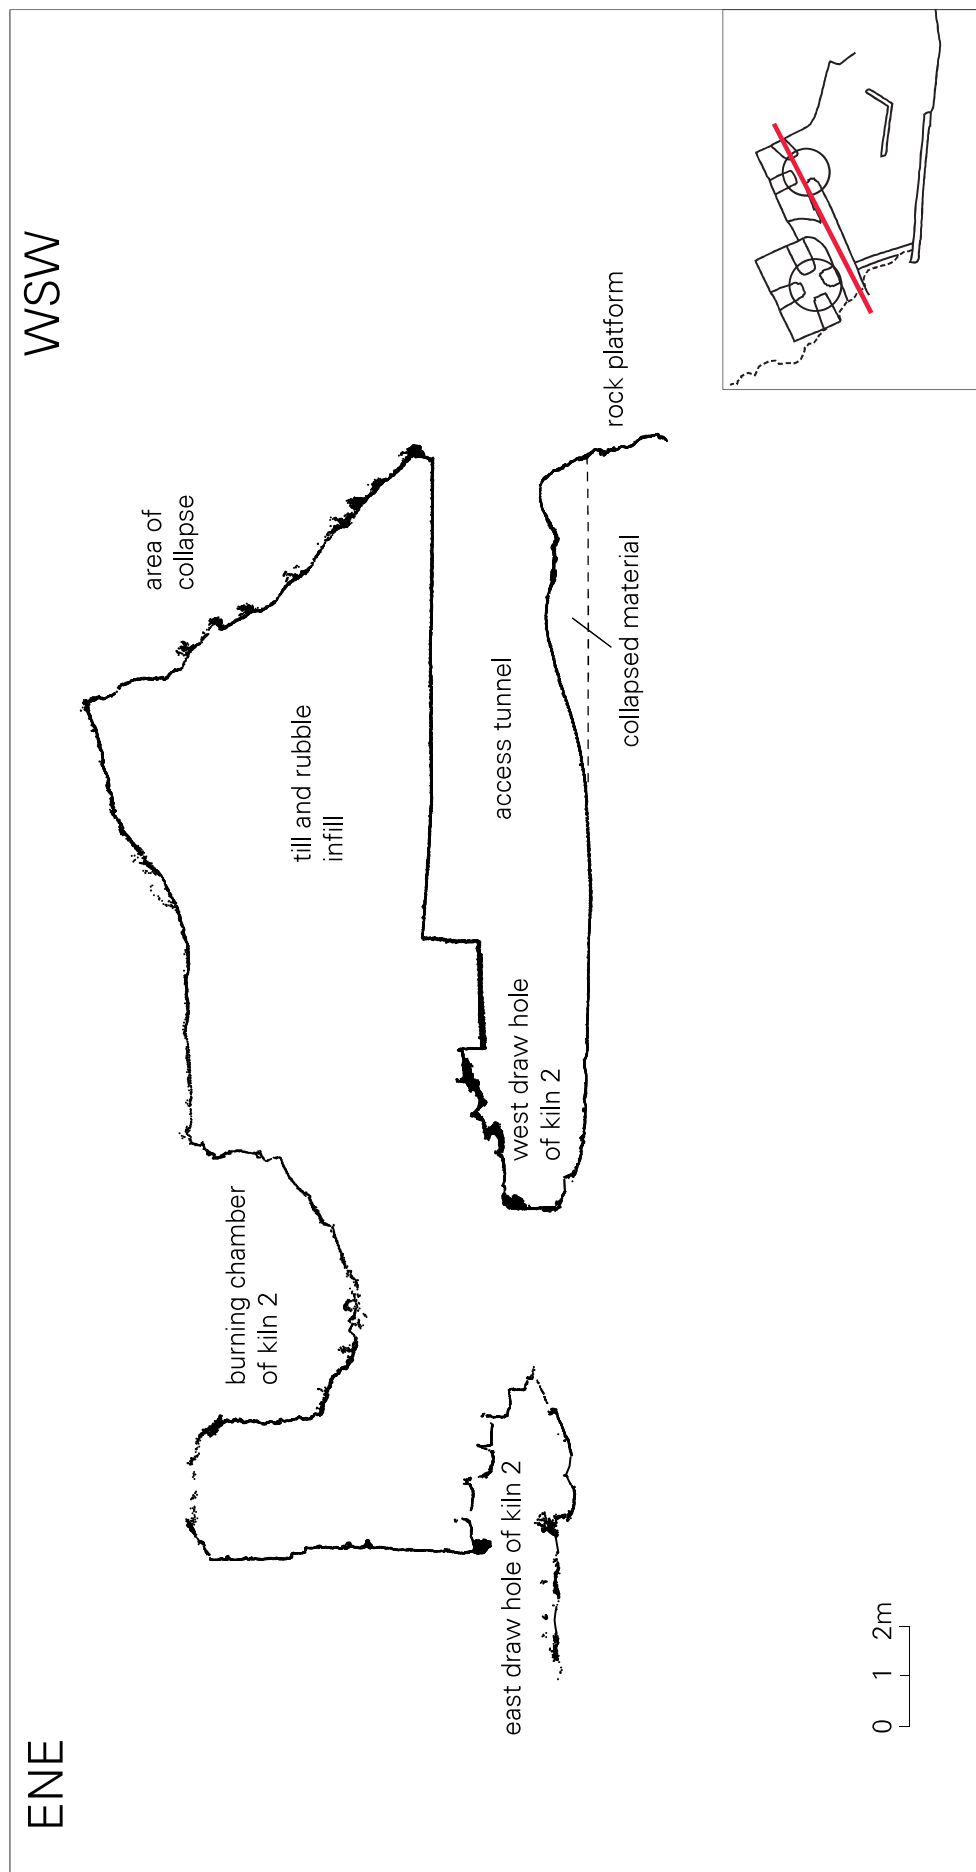 ENE
WSW
area of
collapse
burning chamber
of kiln 2
till and rubble
infill
east draw hole of kiln 2
west draw hole
of kiln 2
access tunnel
rock platform
collapsed material
0 1 2m